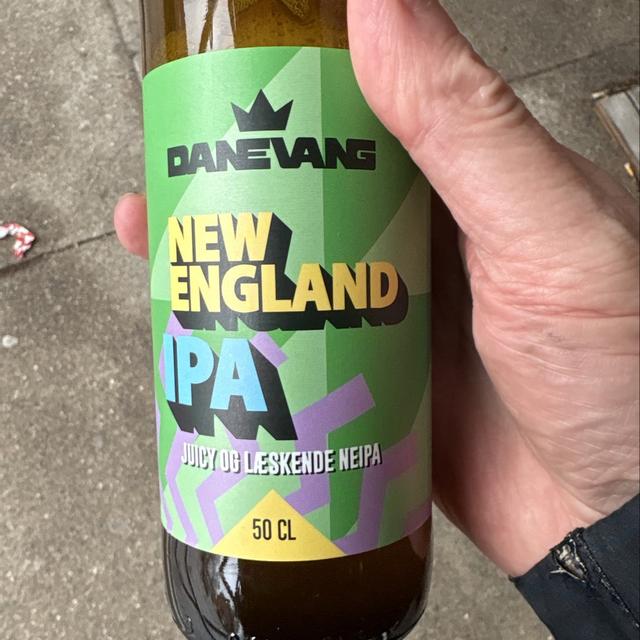 DANEVANG
NEW
ENGLAND
IPA
JUICY OG LÆSKENDE NEIPA
50 CL